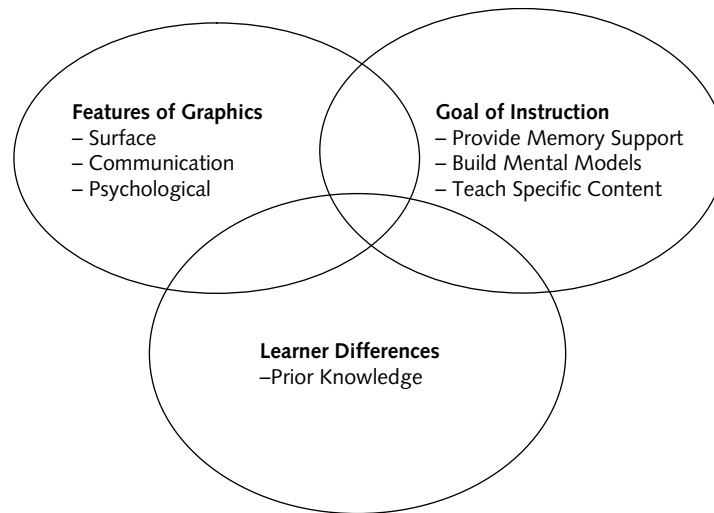 Features of Graphics
– Surface
– Communication
– Psychological
Goal of Instruction
– Provide Memory Support
– Build Mental Models
– Teach Specific Content
Learner Differences
–Prior Knowledge